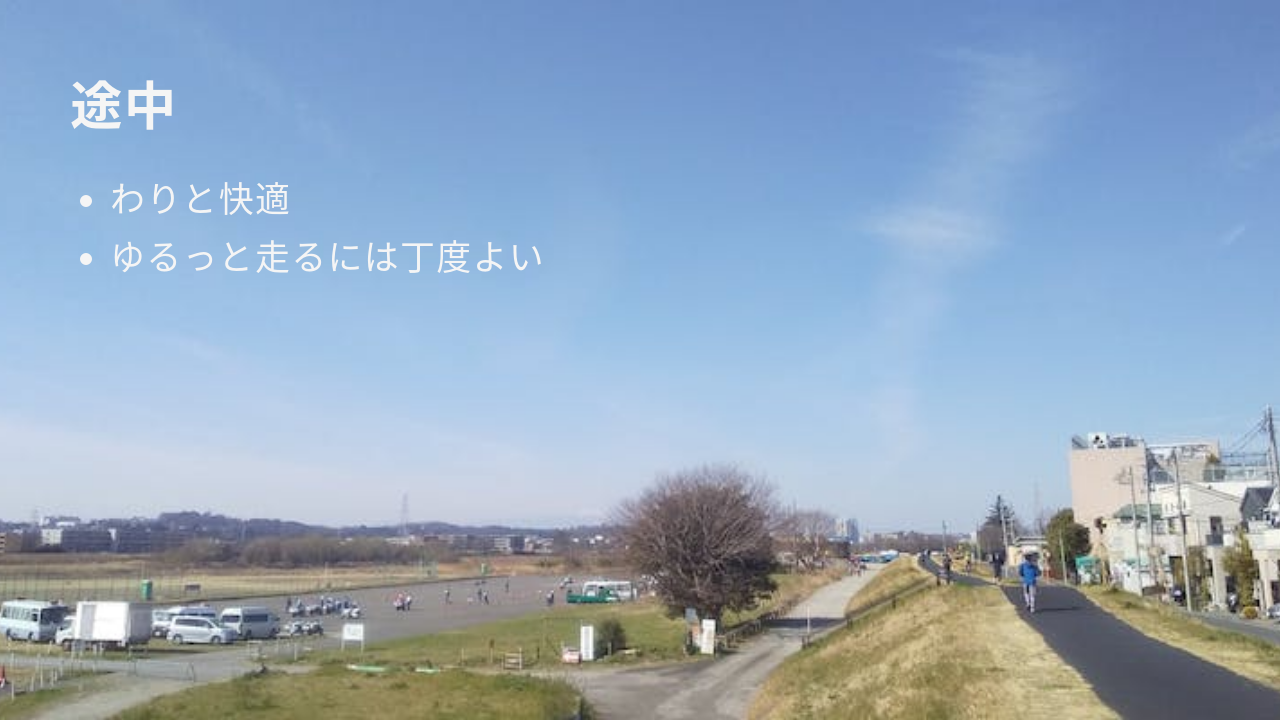 途中
わりと快適
ゆるっと走るには丁度よい